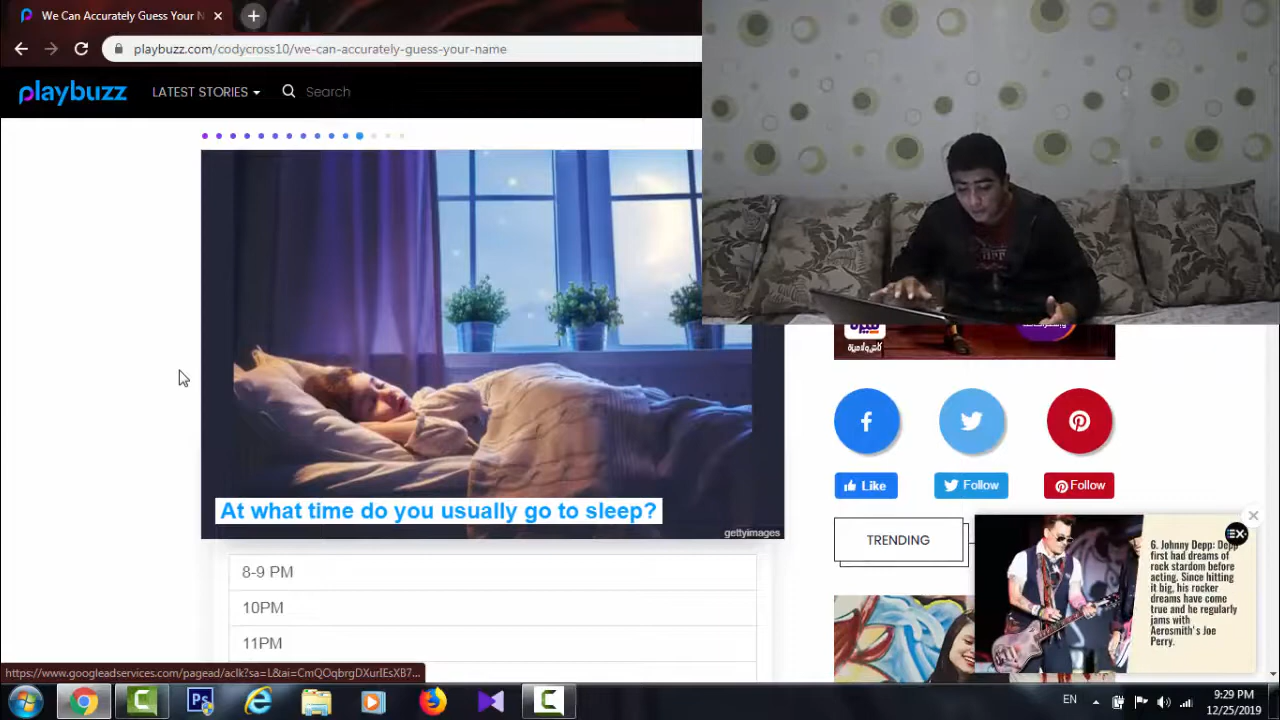 We Can Accurately Guess Your N
playbuzz.com/codycross10/we-can-accurately-guess-your-name
playbuzz
LATEST STORIES
Search
At what time do you usually go to sleep?
gettyimages
8-9 PM
10PM
11PM
f
Like
Follow
Follow
TRENDING
EX
6. Johnny Depp: Depp
first had dreams of
rock stardom before
acting. Since hitting
it big, his rocker
dreams have come
true and he regularly
jams with
Aerosmith's Joe
Perry.
https://www.googleadservices.com/pagead/aclk?sa=L&ai=CmQOqbrgDXurIEsXB7...
Ps
EN
9:29 PM
12/25/2019